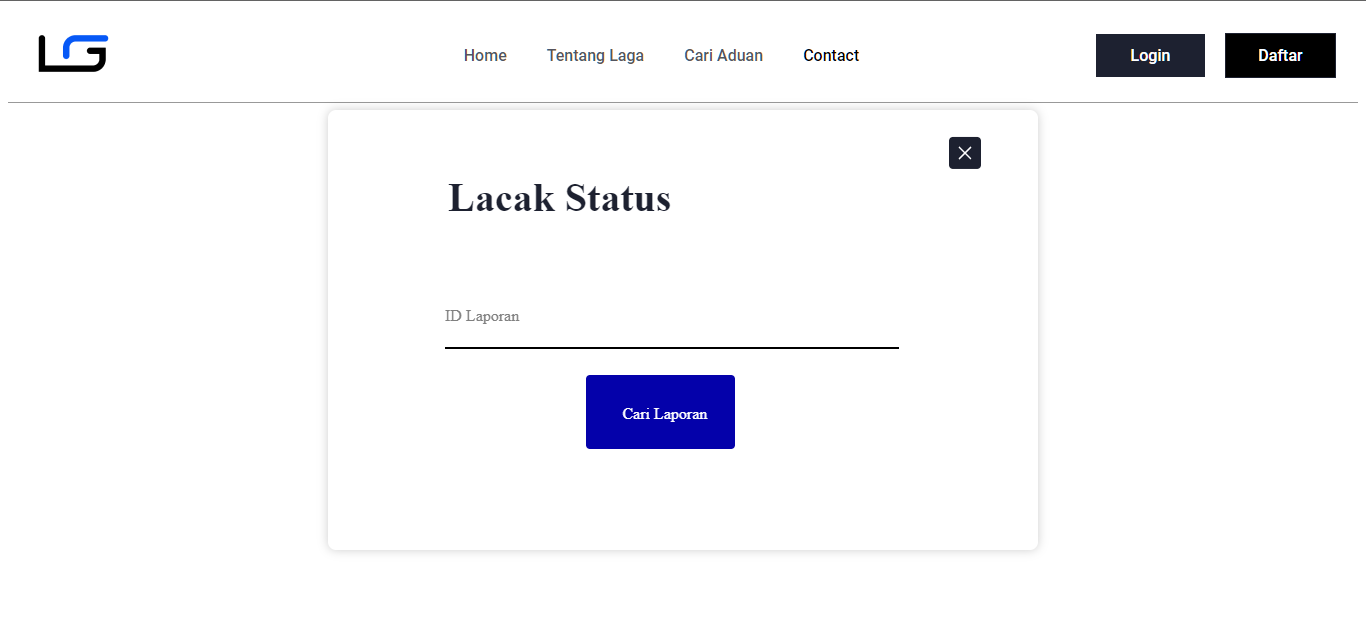 LG
Home Tentang Laga Cari Aduan Contact Login Daftar
Lacak Status
ID Laporan
Cari Laporan